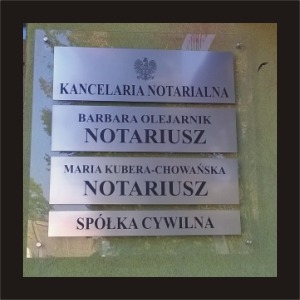 KANCELARIA NOTARIALNA
BARBARA OLEJARNIK
NOTARIUSZ
MARIA KUBERA-CHOWAŃSKA
NOTARIUSZ
SPÓŁKA CYWILNA